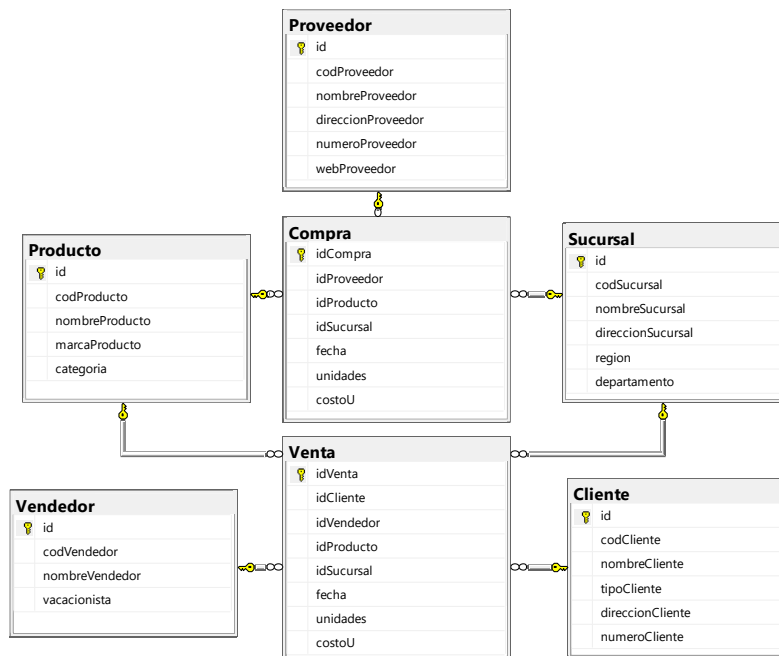 Proveedor
id
codProveedor
nombreProveedor
direccionProveedor
numeroProveedor
webProveedor
Producto
id
codProducto
nombreProducto
marcaProducto
categoria
Compra
idCompra
idProveedor
idProducto
idSucursal
fecha
unidades
costoU
Sucursal
id
codSucursal
nombreSucursal
direccionSucursal
region
departamento
Vendedor
id
codVendedor
nombreVendedor
vacacionista
Venta
idVenta
idCliente
idVendedor
idProducto
idSucursal
fecha
unidades
costoU
Cliente
id
codCliente
nombreCliente
tipoCliente
direccionCliente
numeroCliente